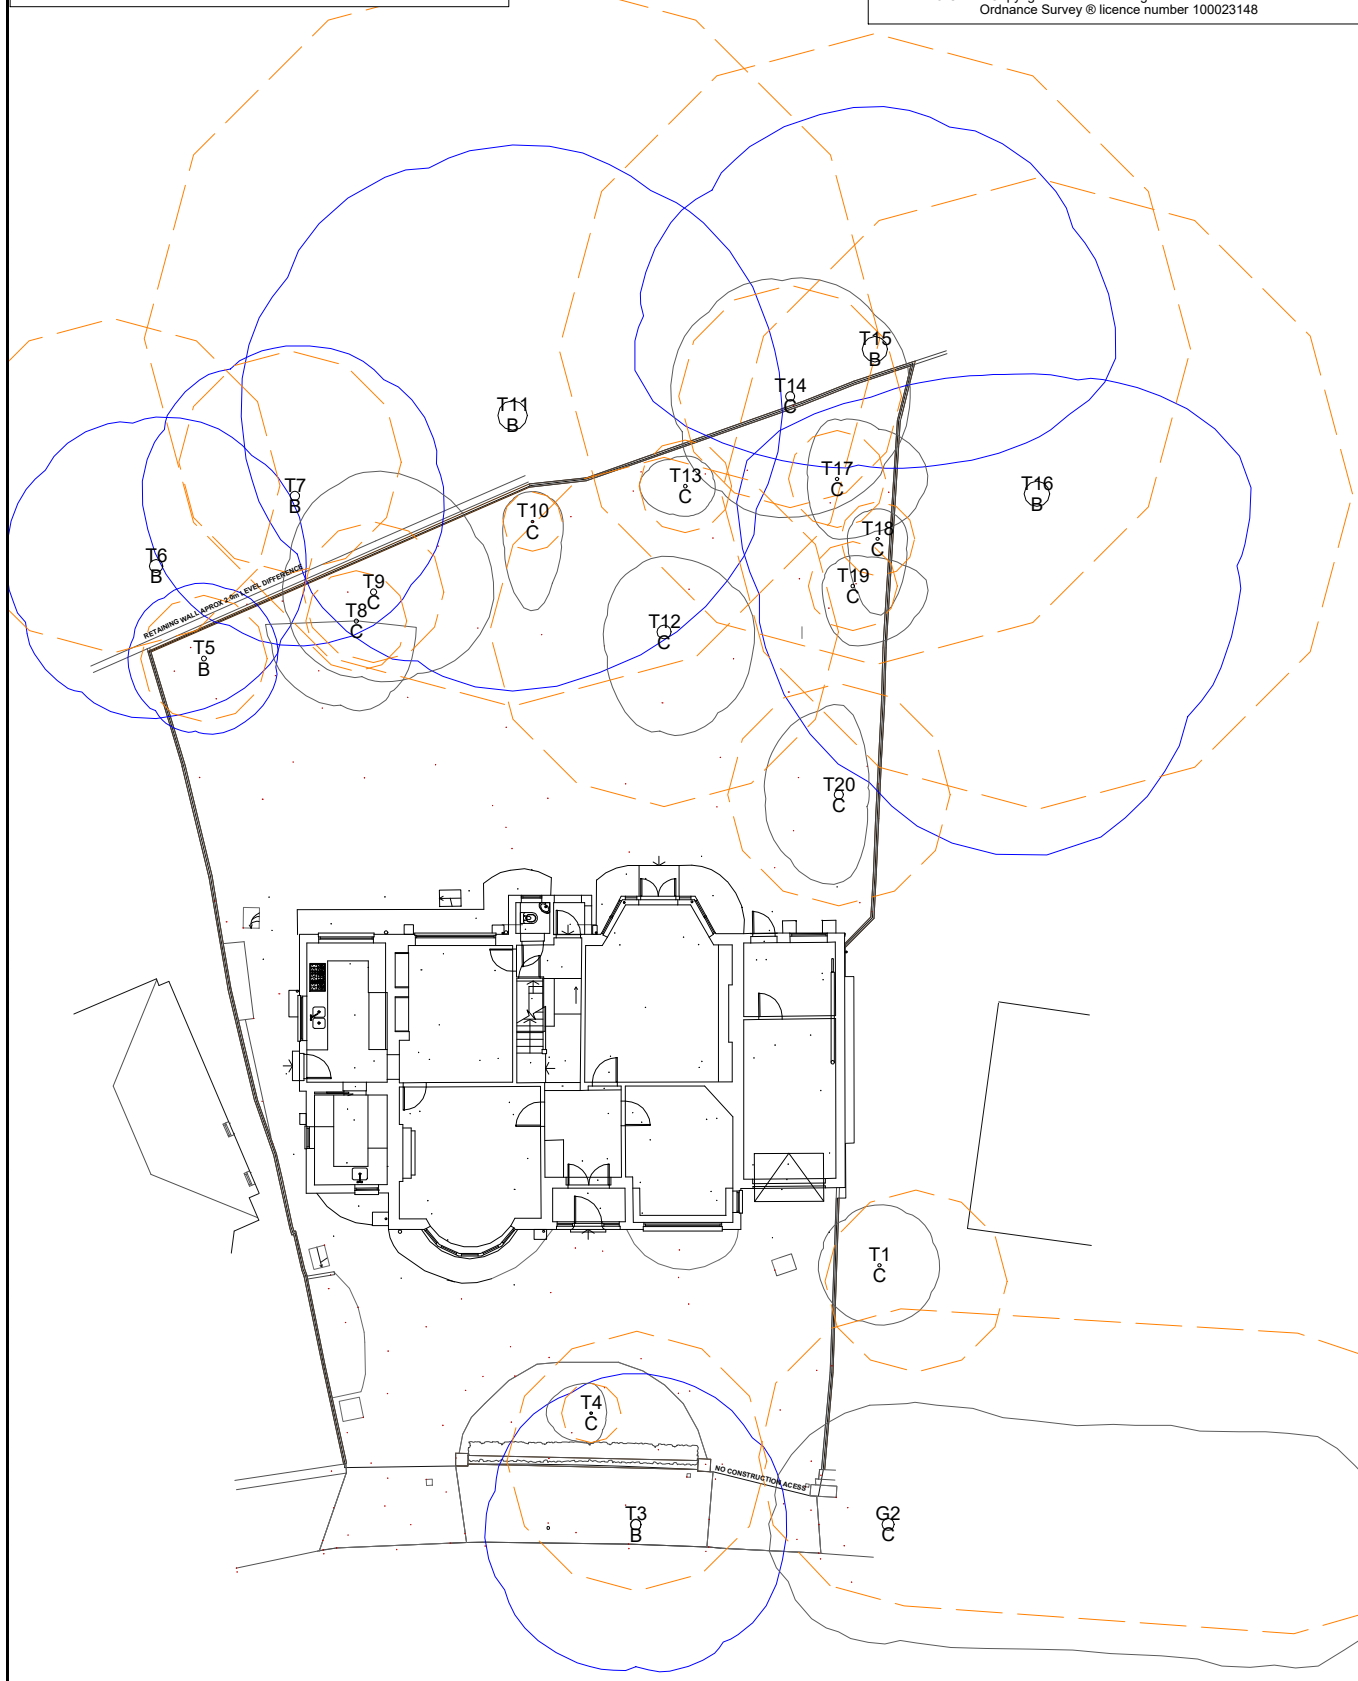 Ordnance Survey ® licence number 100023148
T15
B
T14
C
T11
B
T17
C
T13
C
T7
B
T16
B
T10
C
T18
C
T6
B
RETAINING WALL APROX 2.0m LEVEL DIFFERENCE
T9
C
T19
C
T8
C
T12
C
T5
B
T20
C
T1
C
T4
C
NO CONSTRUCTION ACESS
T3
B
G2
C